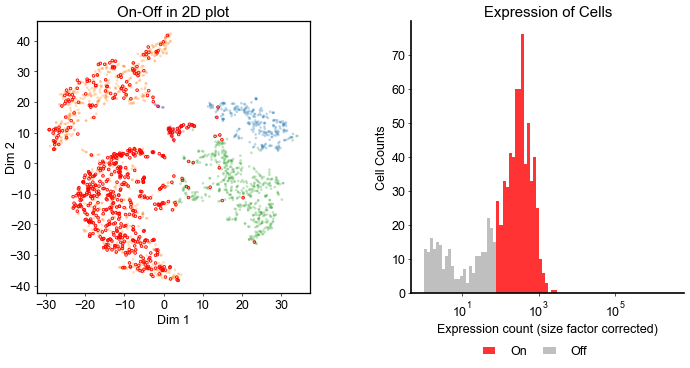 On-Off in 2D plot
Dim 2
40
30
20
10
0
−10
−20
−30
−40
−30 −20 −10 0 10 20 30
Dim 1
Expression of Cells
Cell Counts
70
60
50
40
30
20
10
0
10^1 10^3 10^5
Expression count (size factor corrected)
On Off